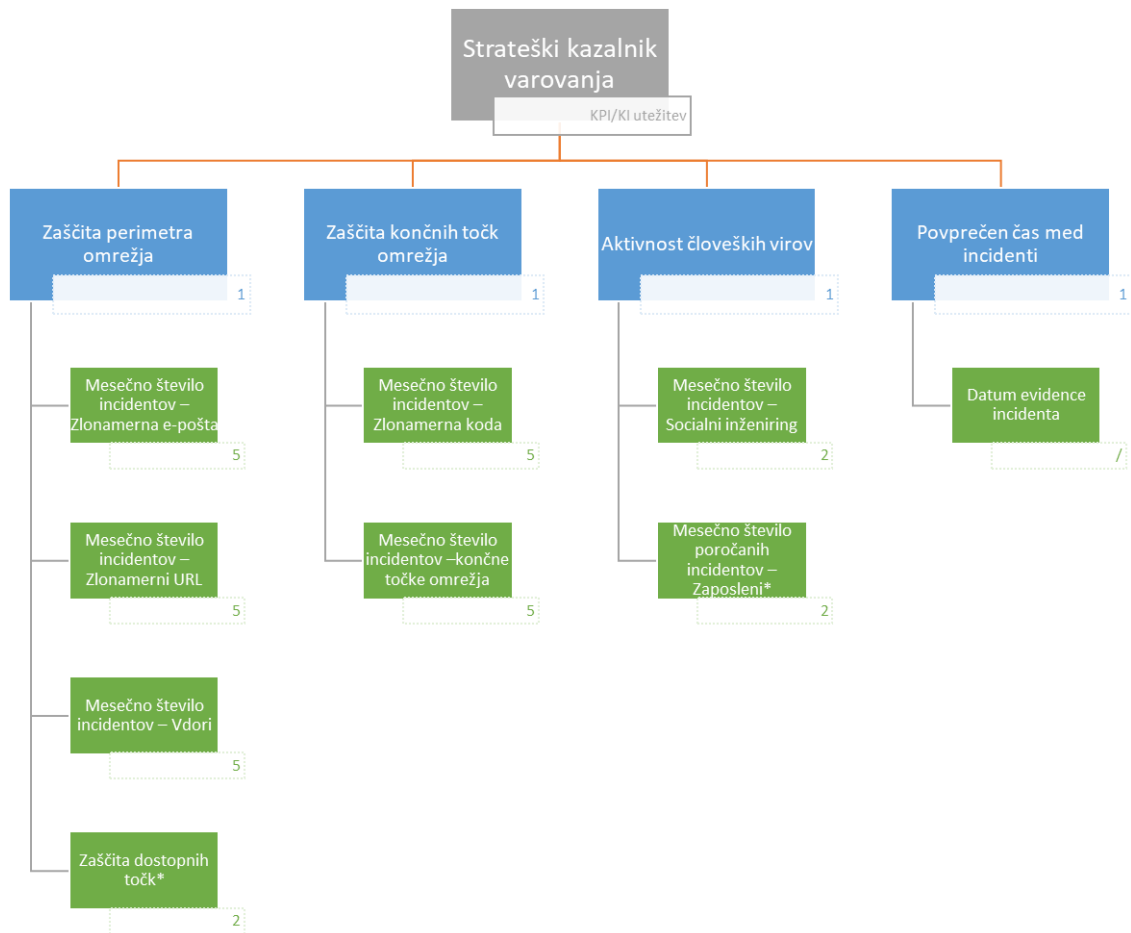 Strateški kazalnik
varovanja
KPI/KI utežitev
Zaščita perimetra
omrežja
1
Zaščita končnih točk
omrežja
1
Aktivnost človeških virov
1
Povprečen čas med
incidenti
1
Mesečno število
incidentov –
Zlonamerna e-pošta
5
Mesečno število
incidentov –
Zlonamerna koda
5
Mesečno število
incidentov –
Socialni inženiring
2
Datum evidence
incidenta
/
Mesečno število
incidentov –
Zlonamerni URL
5
Mesečno število
incidentov –končne
točke omrežja
5
Mesečno število
poročanih
incidentov –
Zaposleni*
2
Mesečno število
incidentov – Vdori
5
Zaščita dostopnih
točk*
2